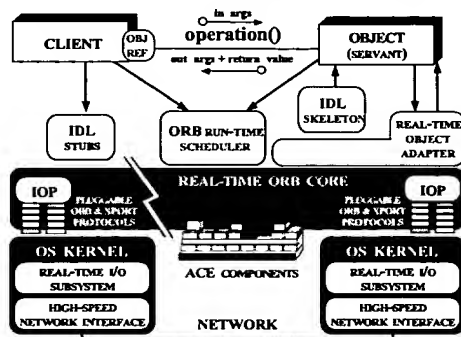 in args
operation()
out args + return value
CLIENT
OBJ
REF
OBJECT
(SERVANT)
IDL
STUBS
ORB RUN-TIME
SCHEDULER
IDL
SKELETON
REAL-TIME
OBJECT
ADAPTER
REAL-TIME ORB CORE
IOP
PLUGGABLE
ORB & XPORT
PROTOCOLS
IOP
PLUGGABLE
ORB & XPORT
PROTOCOLS
OS KERNEL
REAL-TIME I/O
SUBSYSTEM
HIGH-SPEED
NETWORK INTERFACE
ACE COMPONENTS
NETWORK
OS KERNEL
REAL-TIME I/O
SUBSYSTEM
HIGH-SPEED
NETWORK INTERFACE